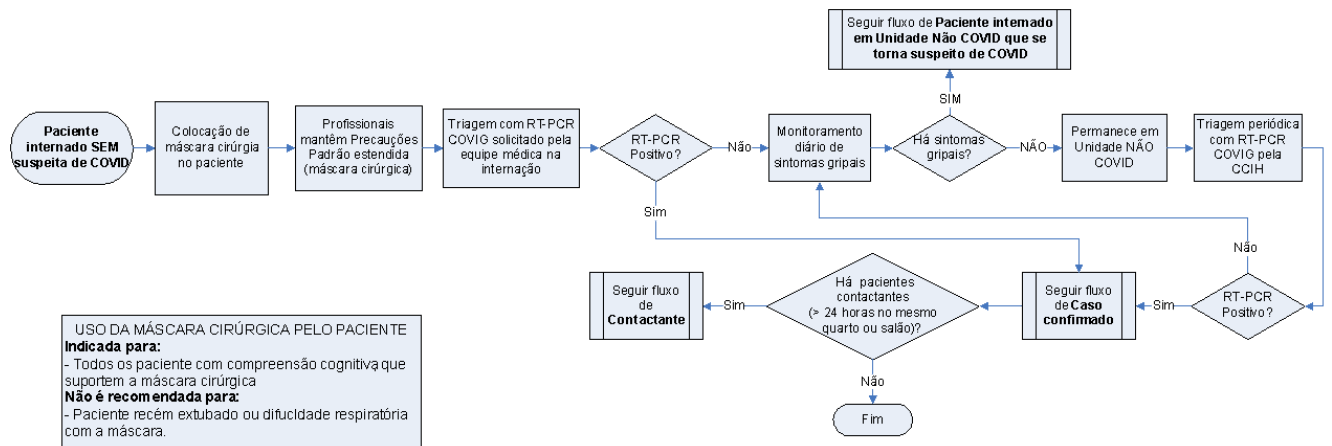 Seguir fluxo de Paciente internado
em Unidade Não COVID que se
torna suspeito de COVID
SIM
Paciente
internado SEM
suspeita de COVID
Colocação de
máscara cirúrgia
no paciente
Profissionais
mantêm Precauções
Padrão estendida
(máscara cirúrgica)
Triagem com RT-PCR
COVIG solicitado pela
equipe médica na
internação
RT-PCR
Positivo?
Não
Monitoramento
diário de
sintomas gripais
Há sintomas
gripais?
NÃO
Permanece em
Unidade NÃO
COVID
Triagem periódica
com RT-PCR
COVIG pela
CCIH
Sim
Não
Seguir fluxo
de
Contactante
Sim
Há pacientes
contactantes
(> 24 horas no mesmo
quarto ou salão)?
Seguir fluxo
de Caso
confirmado
Sim
RT-PCR
Positivo?
Não
Fim
USO DA MÁSCARA CIRÚRGICA PELO PACIENTE
Indicada para:
- Todos os paciente com compreensão cognitiva que
suportem a máscara cirúrgica
Não é recomendada para:
- Paciente recém extubado ou difucldade respiratória
com a máscara.